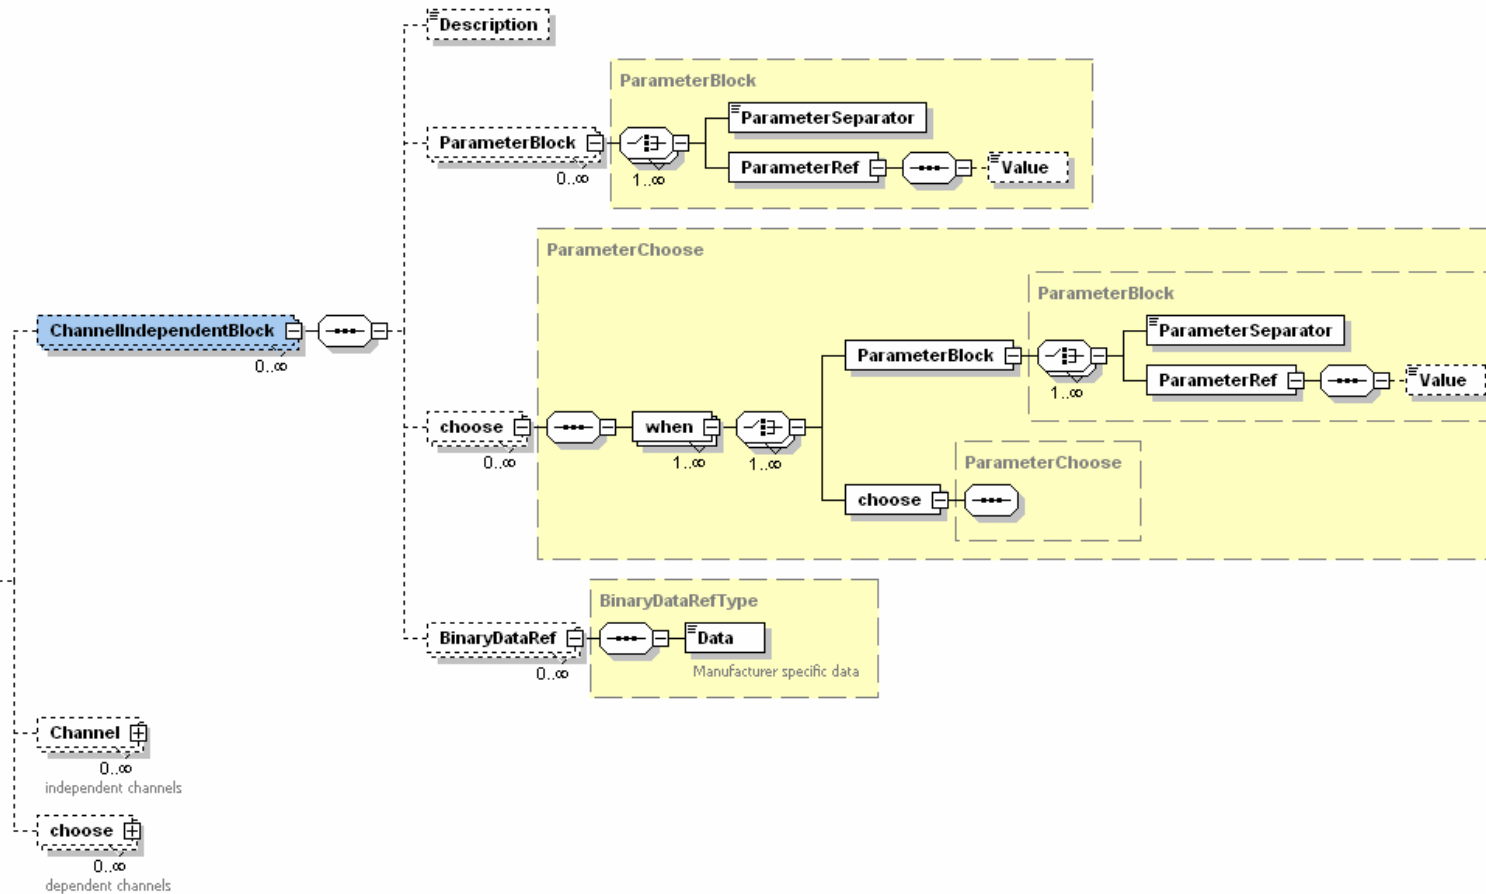 Description
ParameterBlock
ParameterSeparator
ParameterBlock
0..∞
1..∞
ParameterRef
Value
ParameterChoose
ParameterBlock
ParameterSeparator
ChannelIndependentBlock
0..∞
ParameterBlock
1..∞
ParameterRef
Value
choose
0..∞
when
1..∞
1..∞
ParameterChoose
choose
BinaryDataRefType
BinaryDataRef
0..∞
Data
Manufacturer specific data
Channel
0..∞
independent channels
choose
0..∞
dependent channels